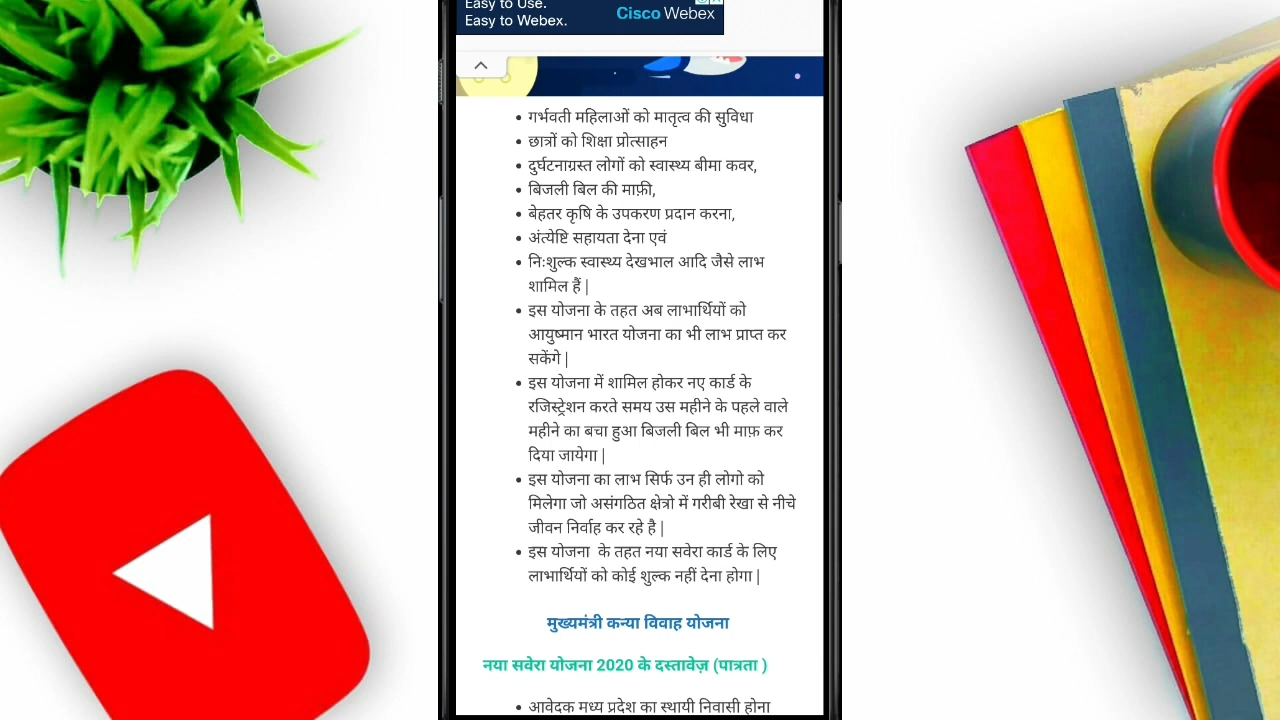 Easy to Use.
Easy to Webex.
Cisco Webex
गर्भवती महिलाओं को मातृत्व की सुविधा
छात्रों को शिक्षा प्रोत्साहन
दुर्घटनाग्रस्त लोगों को स्वास्थ्य बीमा कवर,
बिजली बिल की माफ़ी,
बेहतर कृषि के उपकरण प्रदान करना,
अंत्येष्टि सहायता देना एवं
निःशुल्क स्वास्थ्य देखभाल आदि जैसे लाभ
शामिल हैं |
इस योजना के तहत अब लाभार्थियों को
आयुष्मान भारत योजना का भी लाभ प्राप्त कर
सकेंगे |
इस योजना में शामिल होकर नए कार्ड के
रजिस्ट्रेशन करते समय उस महीने के पहले वाले
महीने का बचा हुआ बिजली बिल भी माफ़ कर
दिया जायेगा |
इस योजना का लाभ सिर्फ उन ही लोगो को
मिलेगा जो असंगठित क्षेत्रो में गरीबी रेखा से नीचे
जीवन निर्वाह कर रहे है |
इस योजना के तहत नया सवेरा कार्ड के लिए
लाभार्थियों को कोई शुल्क नहीं देना होगा |
मुख्यमंत्री कन्या विवाह योजना
नया सवेरा योजना 2020 के दस्तावेज़ (पात्रता )
आवेदक मध्य प्रदेश का स्थायी निवासी होना